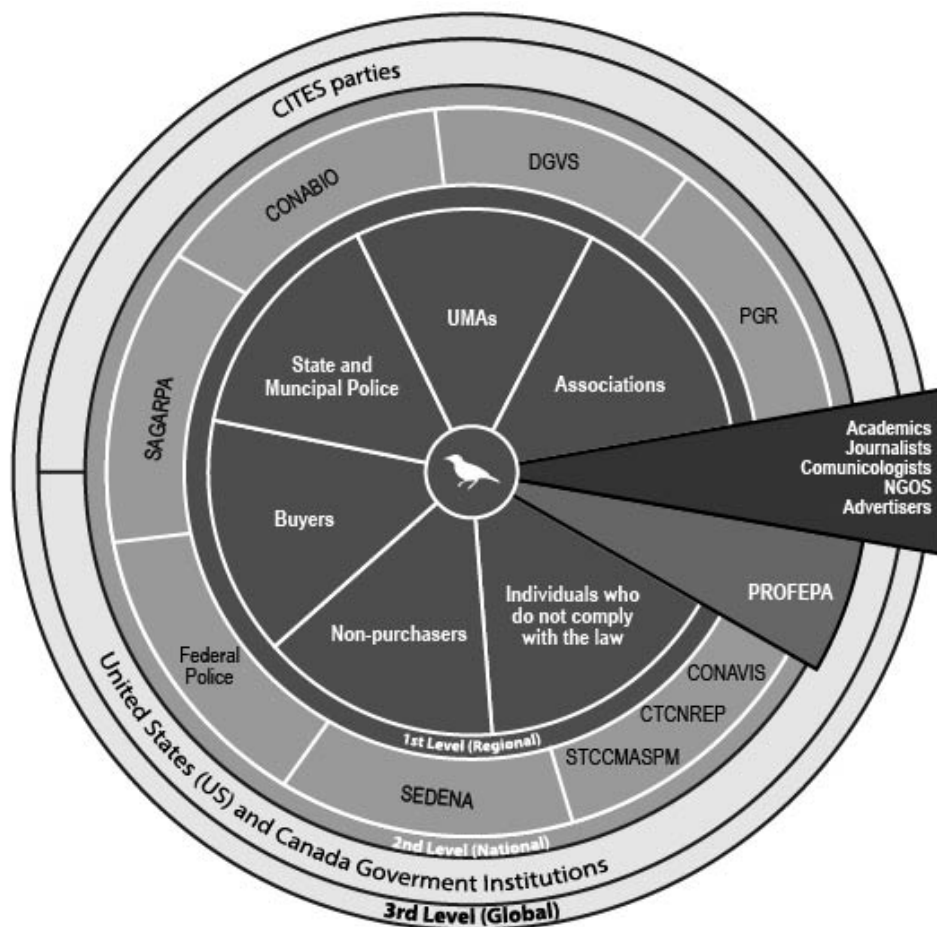 CITES parties
DGVS
CONABIO
PGR
SAGARPA
UMAs
State and
Muncipal Police
Associations
Academics
Journalists
Comunicologists
NGOS
Advertisers
Buyers
Individuals who
do not comply
with the law
PROFEPA
Non-purchasers
Federal
Police
CONAVIS
CTCNREP
STCCMASPM
1st Level (Regional)
SEDENA
2nd Level (National)
United States (US) and Canada Goverment Institutions
3rd Level (Global)